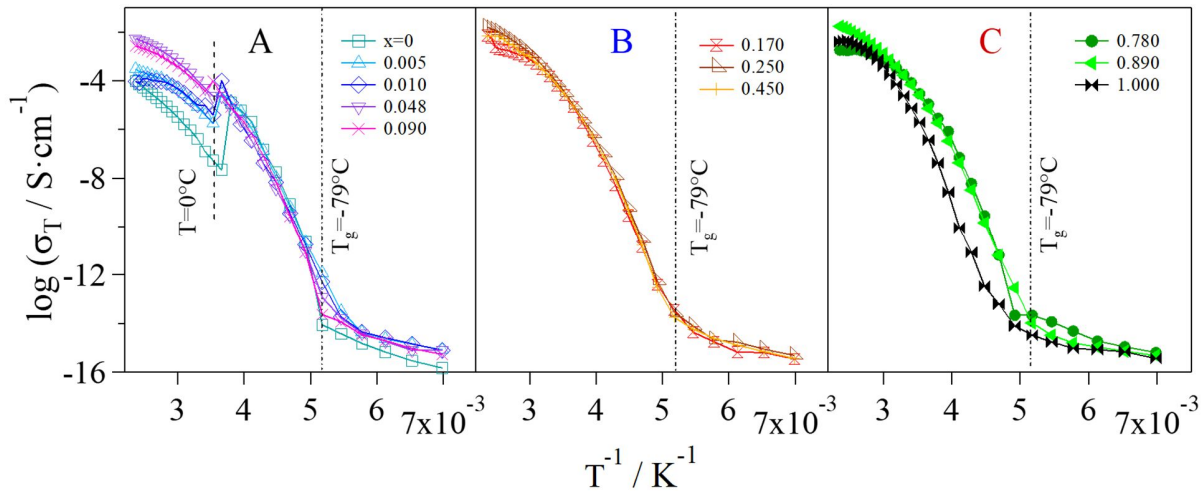 A
x=0
0.005
0.010
0.048
0.090
B
0.170
0.250
0.450
C
0.780
0.890
1.000
log (σT / S·cm⁻¹)
-4
-8
-12
-16
T=0°C
Tg=-79°C
Tg=-79°C
Tg=-79°C
3 4 5 6 7x10⁻³
3 4 5 6 7x10⁻³
3 4 5 6 7x10⁻³
T⁻¹ / K⁻¹